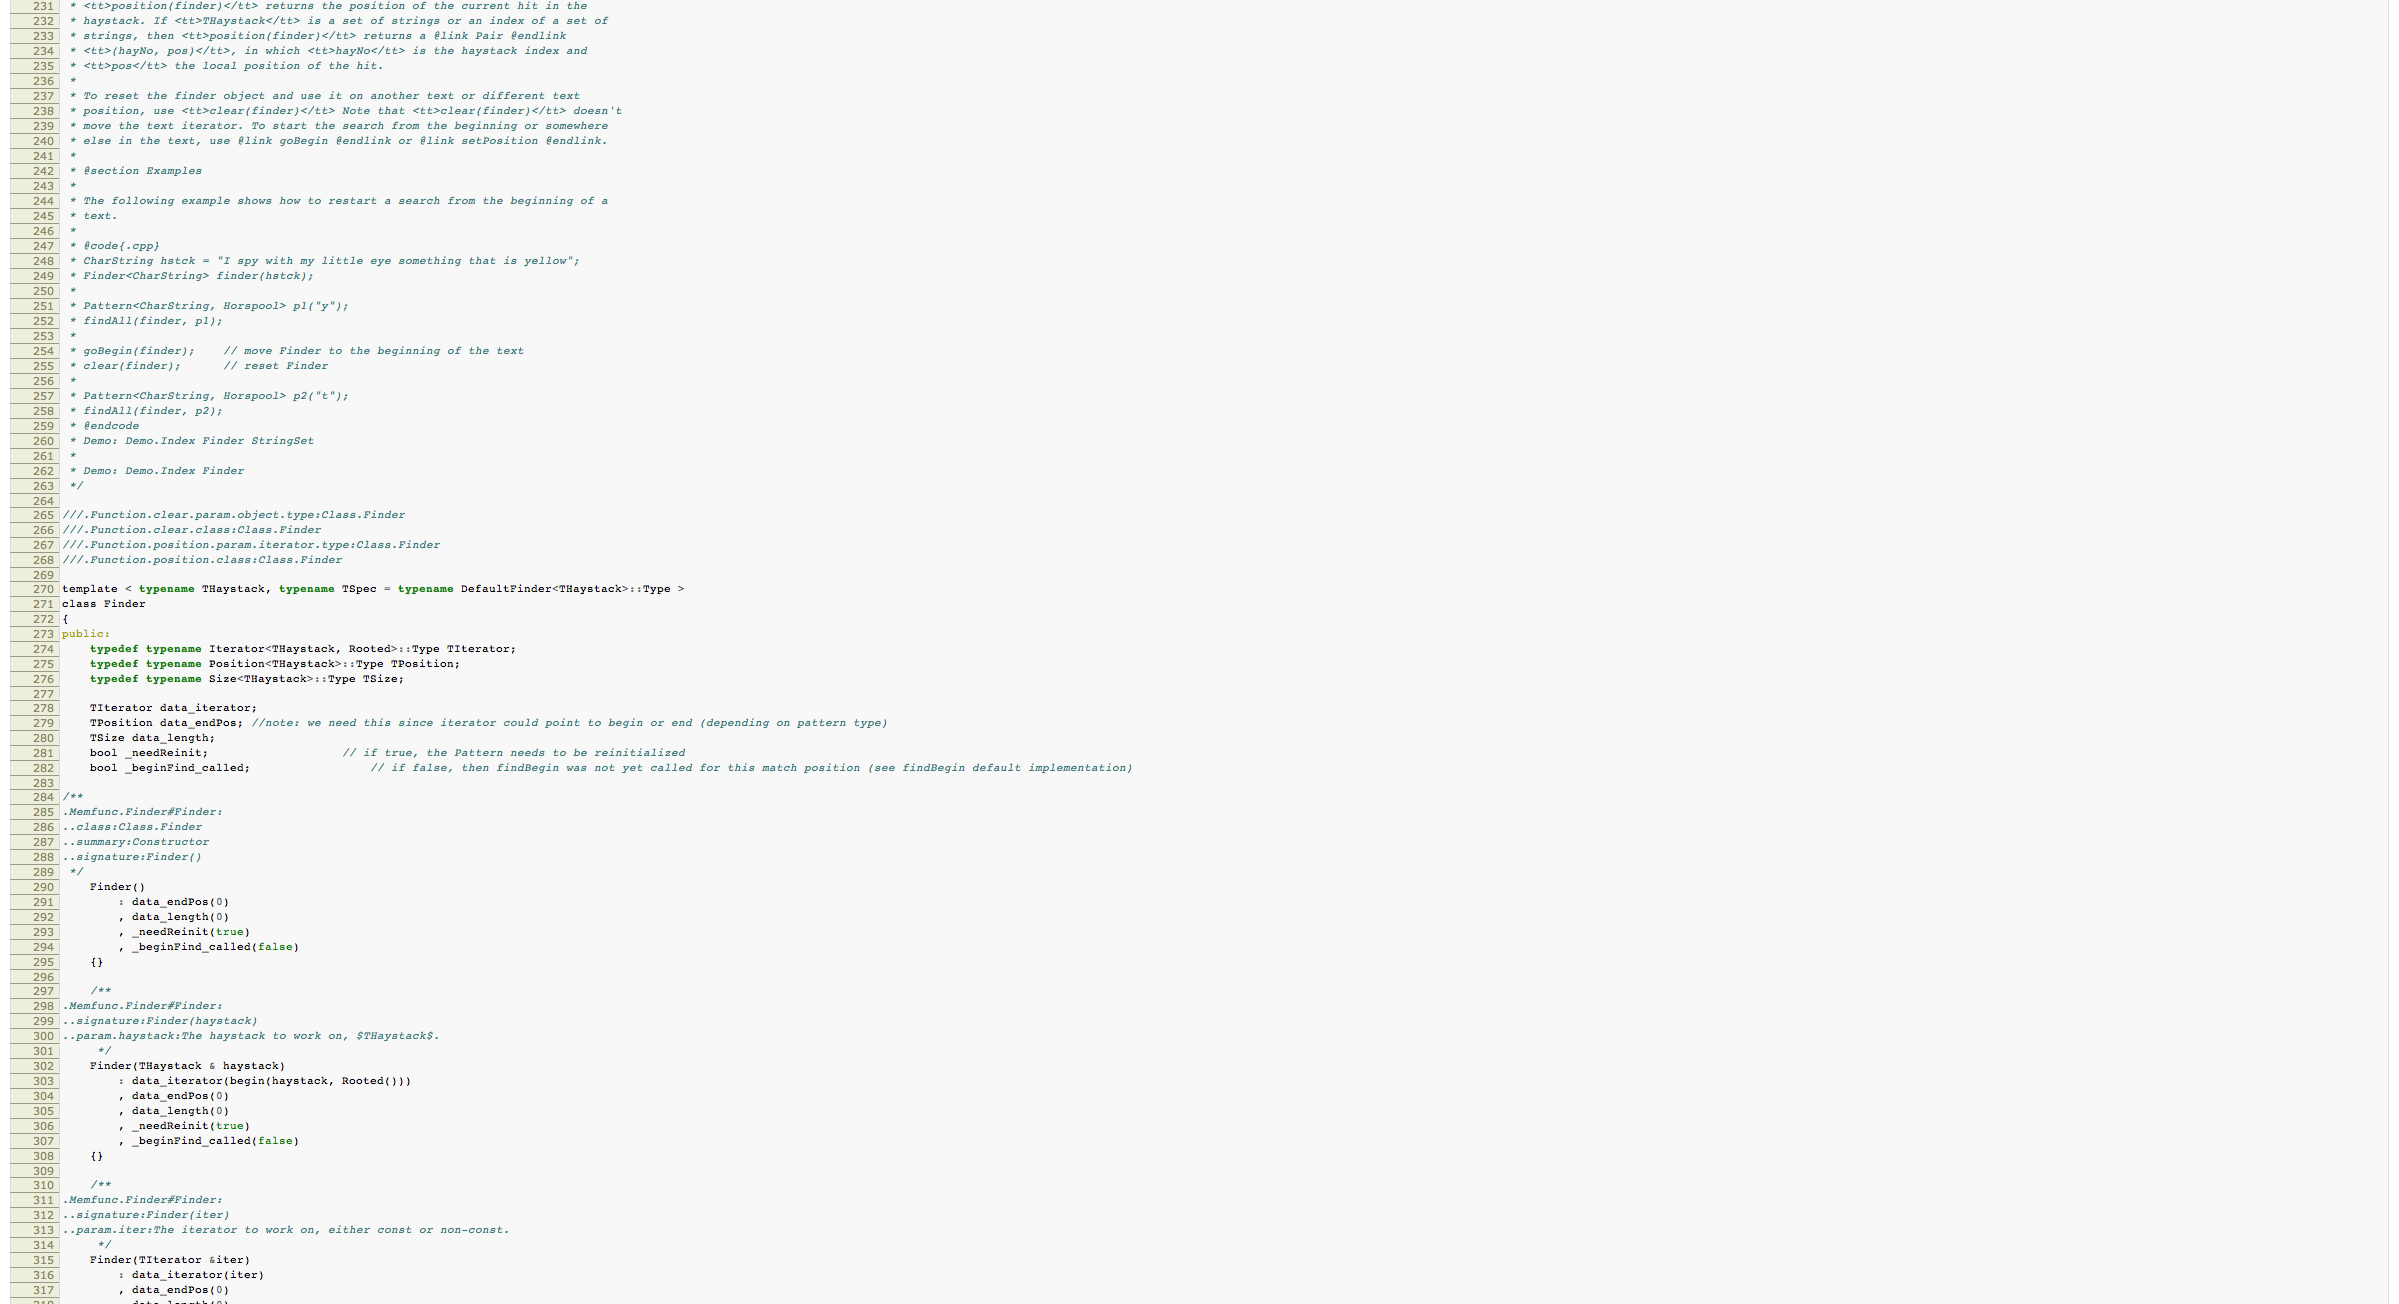 231 * <tt>position(finder)</tt> returns the position of the current hit in the
232 * haystack. If <tt>THaystack</tt> is a set of strings or an index of a set of
233 * strings, then <tt>position(finder)</tt> returns a @link Pair @endlink
234 * <tt>(hayNo, pos)</tt>, in which <tt>hayNo</tt> is the haystack index and
235 * <tt>pos</tt> the local position of the hit.
236 *
237 * To reset the finder object and use it on another text or different text
238 * position, use <tt>clear(finder)</tt> Note that <tt>clear(finder)</tt> doesn't
239 * move the text iterator. To start the search from the beginning or somewhere
240 * else in the text, use @link goBegin @endlink or @link setPosition @endlink.
241 *
242 * @section Examples
243 *
244 * The following example shows how to restart a search from the beginning of a
245 * text.
246 *
247 * @code{.cpp}
248 * CharString hstck = "I spy with my little eye something that is yellow";
249 * Finder<CharString> finder(hstck);
250 *
251 * Pattern<CharString, Horspool> p1("y");
252 * findAll(finder, p1);
253 *
254 * goBegin(finder);    // move Finder to the beginning of the text
255 * clear(finder);      // reset Finder
256 *
257 * Pattern<CharString, Horspool> p2("t");
258 * findAll(finder, p2);
259 * @endcode
260 * Demo: Demo.Index Finder StringSet
261 *
262 * Demo: Demo.Index Finder
263 */
264
265 ///.Function.clear.param.object.type:Class.Finder
266 ///.Function.clear.class:Class.Finder
267 ///.Function.position.param.iterator.type:Class.Finder
268 ///.Function.position.class:Class.Finder
269
270 template < typename THaystack, typename TSpec = typename DefaultFinder<THaystack>::Type >
271 class Finder
272 {
273 public:
274     typedef typename Iterator<THaystack, Rooted>::Type TIterator;
275     typedef typename Position<THaystack>::Type TPosition;
276     typedef typename Size<THaystack>::Type TSize;
277
278     TIterator data_iterator;
279     TPosition data_endPos; //note: we need this since iterator could point to begin or end (depending on pattern type)
280     TSize data_length;
281     bool _needReinit;                   // if true, the Pattern needs to be reinitialized
282     bool _beginFind_called;                 // if false, then findBegin was not yet called for this match position (see findBegin default implementation)
283
284 /**
285 .Memfunc.Finder#Finder:
286 ..class:Class.Finder
287 ..summary:Constructor
288 ..signature:Finder()
289  */
290     Finder()
291         : data_endPos(0)
292         , data_length(0)
293         , _needReinit(true)
294         , _beginFind_called(false)
295     {}
296
297     /**
298 .Memfunc.Finder#Finder:
299 ..signature:Finder(haystack)
300 ..param.haystack:The haystack to work on, $THaystack$.
301      */
302     Finder(THaystack & haystack)
303         : data_iterator(begin(haystack, Rooted()))
304         , data_endPos(0)
305         , data_length(0)
306         , _needReinit(true)
307         , _beginFind_called(false)
308     {}
309
310     /**
311 .Memfunc.Finder#Finder:
312 ..signature:Finder(iter)
313 ..param.iter:The iterator to work on, either const or non-const.
314      */
315     Finder(TIterator &iter)
316         : data_iterator(iter)
317         , data_endPos(0)